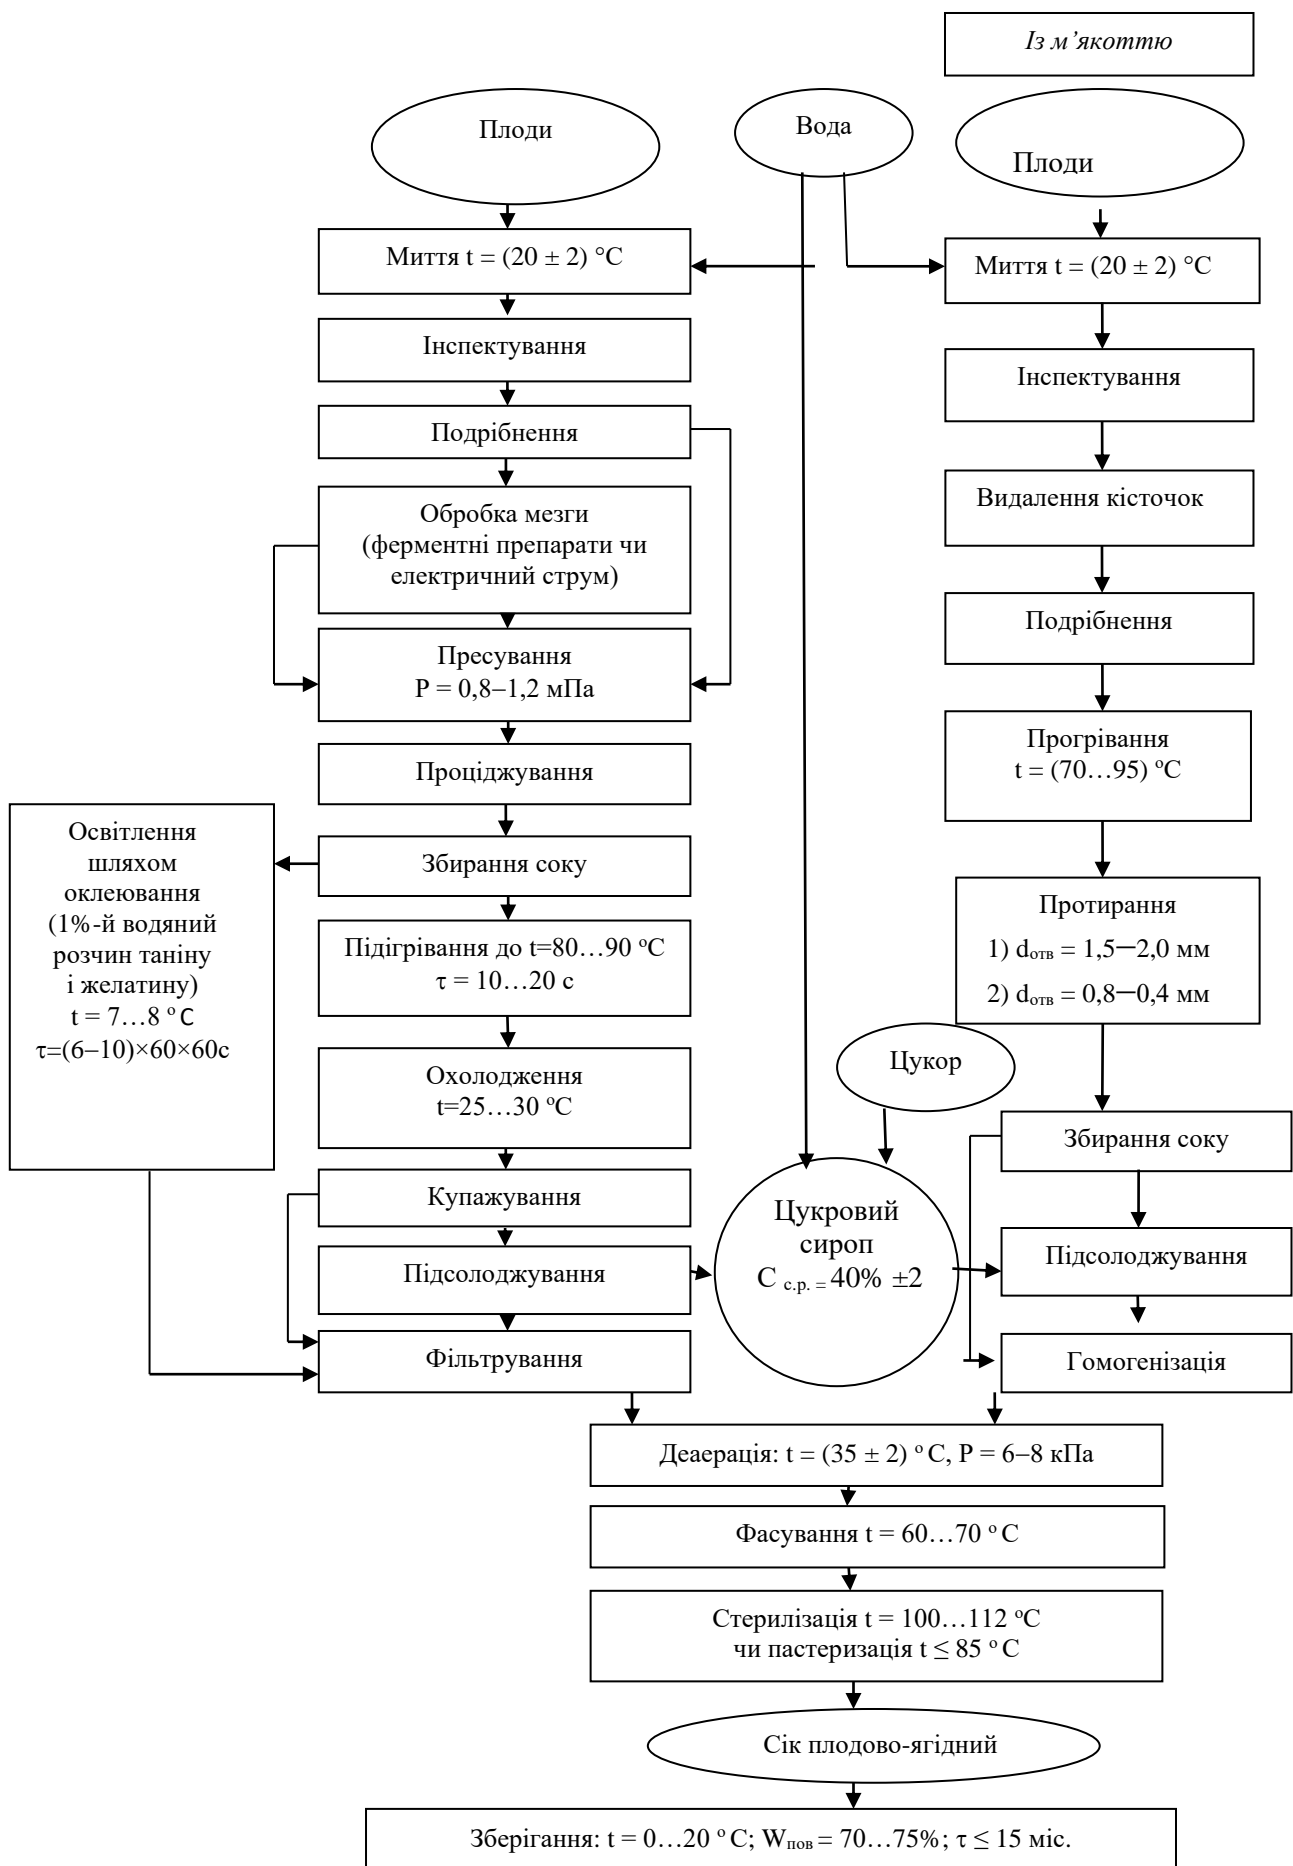 Із м’якоттю
Плоди
Вода
Плоди
Миття t = (20 ± 2) °С
Миття t = (20 ± 2) °С
Інспектування
Інспектування
Подрібнення
Видалення кісточок
Обробка мезги
(ферментні препарати чи
електричний струм)
Подрібнення
Пресування
Р = 0,8–1,2 мПа
Прогрівання
t = (70…95) ºС
Проціджування
Освітлення
шляхом
оклеювання
(1%-й водяний
розчин таніну
і желатину)
t = 7…8 º С
τ=(6–10)×60×60с
Збирання соку
Протирання
1) dотв = 1,5–2,0 мм
2) dотв = 0,8–0,4 мм
Підігрівання до t=80…90 ºС
τ = 10…20 с
Цукор
Охолодження
t=25…30 ºС
Збирання соку
Купажування
Цукровий
сироп
С с.р. = 40% ±2
Підсолоджування
Підсолоджування
Фільтрування
Гомогенізація
Деаерація: t = (35 ± 2) º С, Р = 6–8 кПа
Фасування t = 60…70 º С
Стерилізація t = 100…112 ºС
чи пастеризація t ≤ 85 º С
Сік плодово-ягідний
Зберігання: t = 0…20 º С; Wпов = 70…75%; τ ≤ 15 міс.